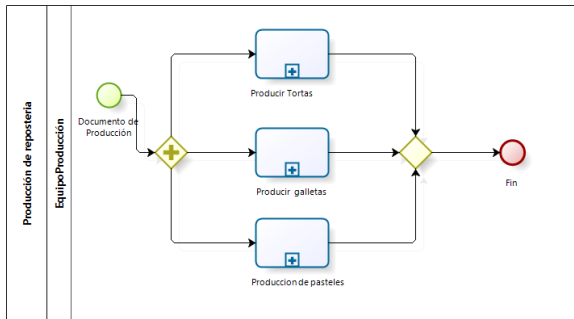 Producción de reposteria
EquipoProducción
Documento de
Producción
Producir Tortas
Producir galletas
Produccion de pasteles
Fin